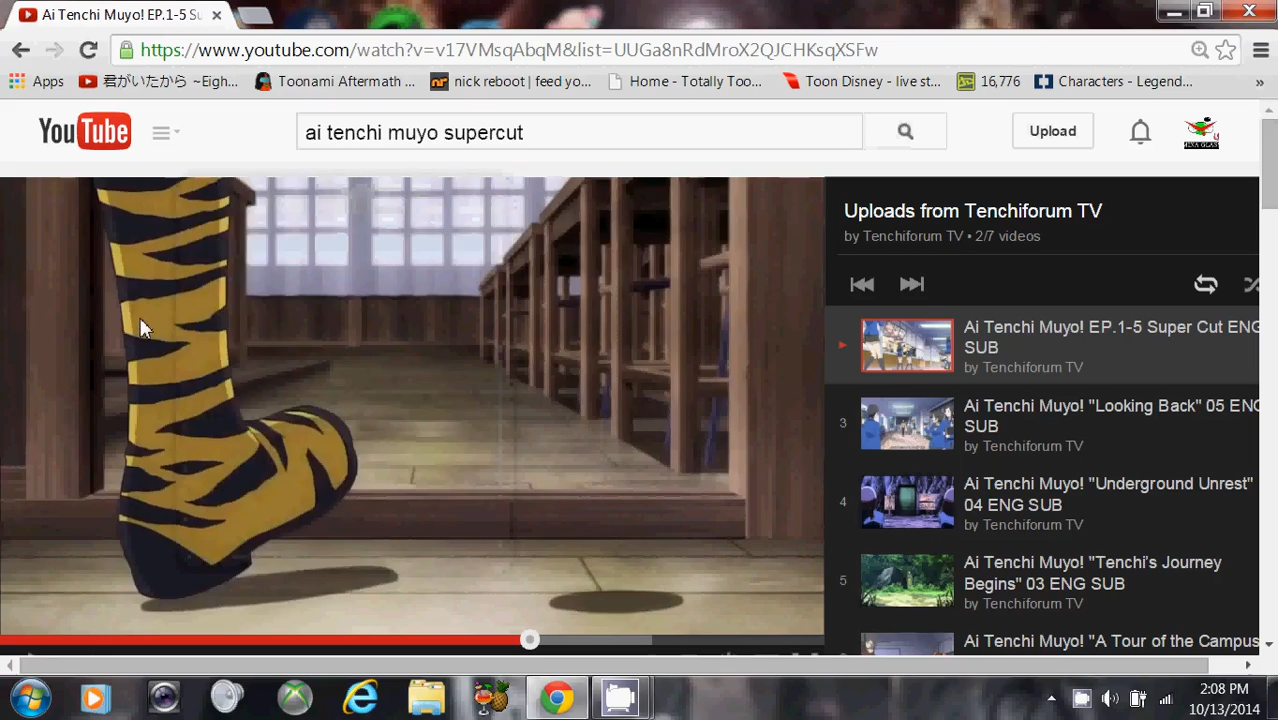 Ai Tenchi Muyo! EP.1-5 Su
https://www.youtube.com/watch?v=v17VMsqAbqM&list=UUGa8nRdMroX2QJCHKsqXSFw
Apps 君がいたから ~Eigh... Toonami Aftermath ... nick reboot | feed yo... Home - Totally Too... Toon Disney - live st... 16,776 Characters - Legend... »
YouTube
ai tenchi muyo supercut
Upload
Uploads from Tenchiforum TV
by Tenchiforum TV • 2/7 videos
Ai Tenchi Muyo! EP.1-5 Super Cut ENG
SUB
by Tenchiforum TV
3
Ai Tenchi Muyo! "Looking Back" 05 ENG
SUB
by Tenchiforum TV
4
Ai Tenchi Muyo! "Underground Unrest"
04 ENG SUB
by Tenchiforum TV
5
Ai Tenchi Muyo! "Tenchi's Journey
Begins" 03 ENG SUB
by Tenchiforum TV
Ai Tenchi Muyo! "A Tour of the Campus
2:08 PM
10/13/2014